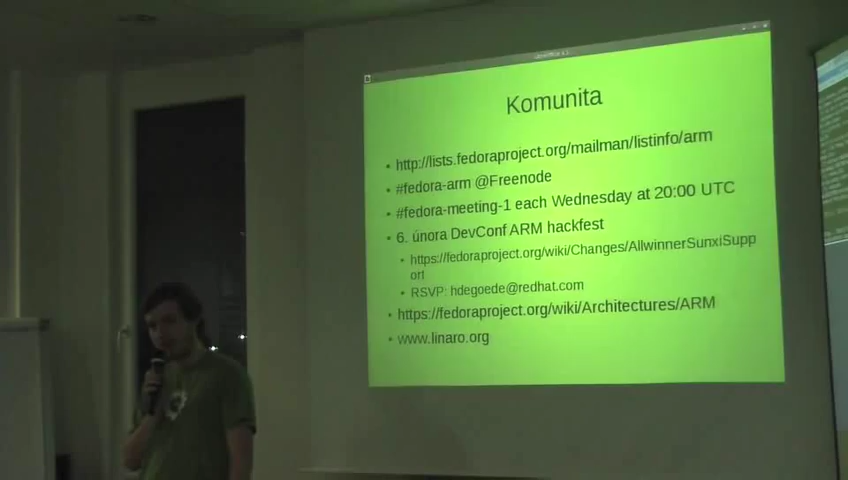 Komunita
http://lists.fedoraproject.org/mailman/listinfo/arm
#fedora-arm @Freenode
#fedora-meeting-1 each Wednesday at 20:00 UTC
6. února DevConf ARM hackfest
https://fedoraproject.org/wiki/Changes/AllwinnerSunxiSupp
ort
RSVP: hdegoede@redhat.com
https://fedoraproject.org/wiki/Architectures/ARM
www.linaro.org